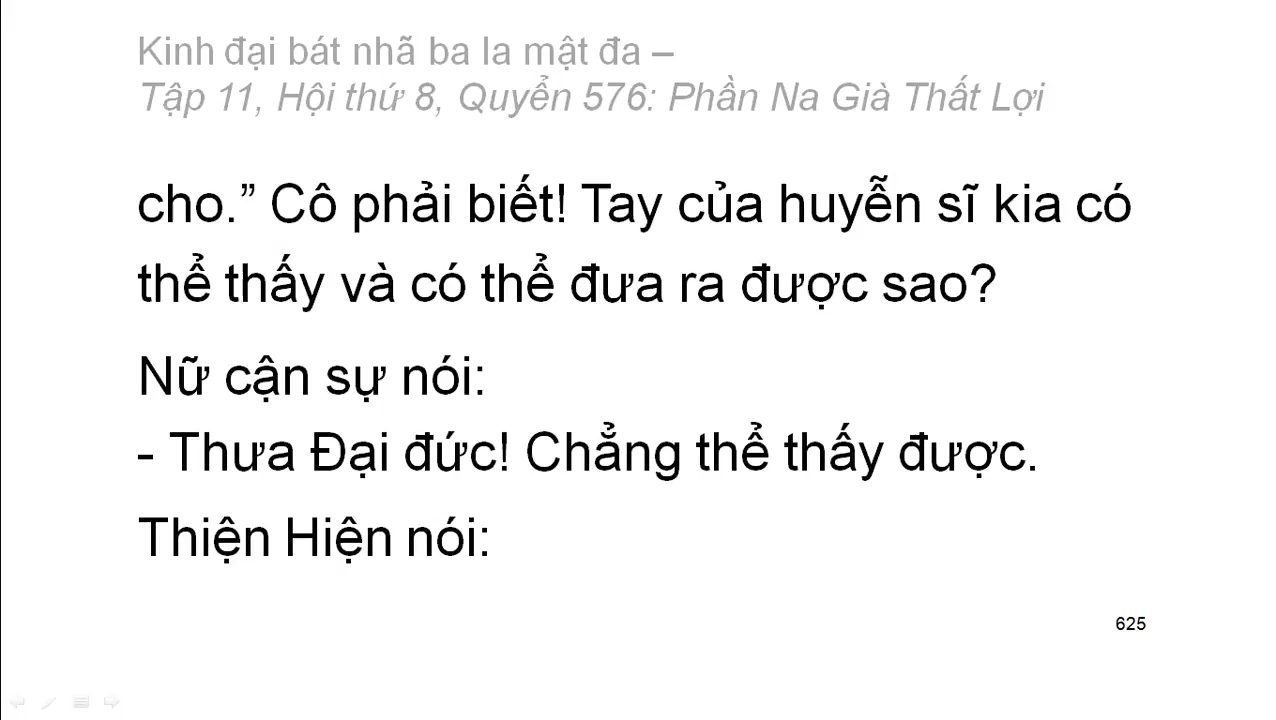 Kinh đại bát nhã ba la mật đa –
Tập 11, Hội thứ 8, Quyển 576: Phần Na Già Thất Lợi
cho.” Cô phải biết! Tay của huyễn sĩ kia có
thể thấy và có thể đưa ra được sao?
Nữ cận sự nói:
- Thưa Đại đức! Chẳng thể thấy được.
Thiện Hiện nói:
625